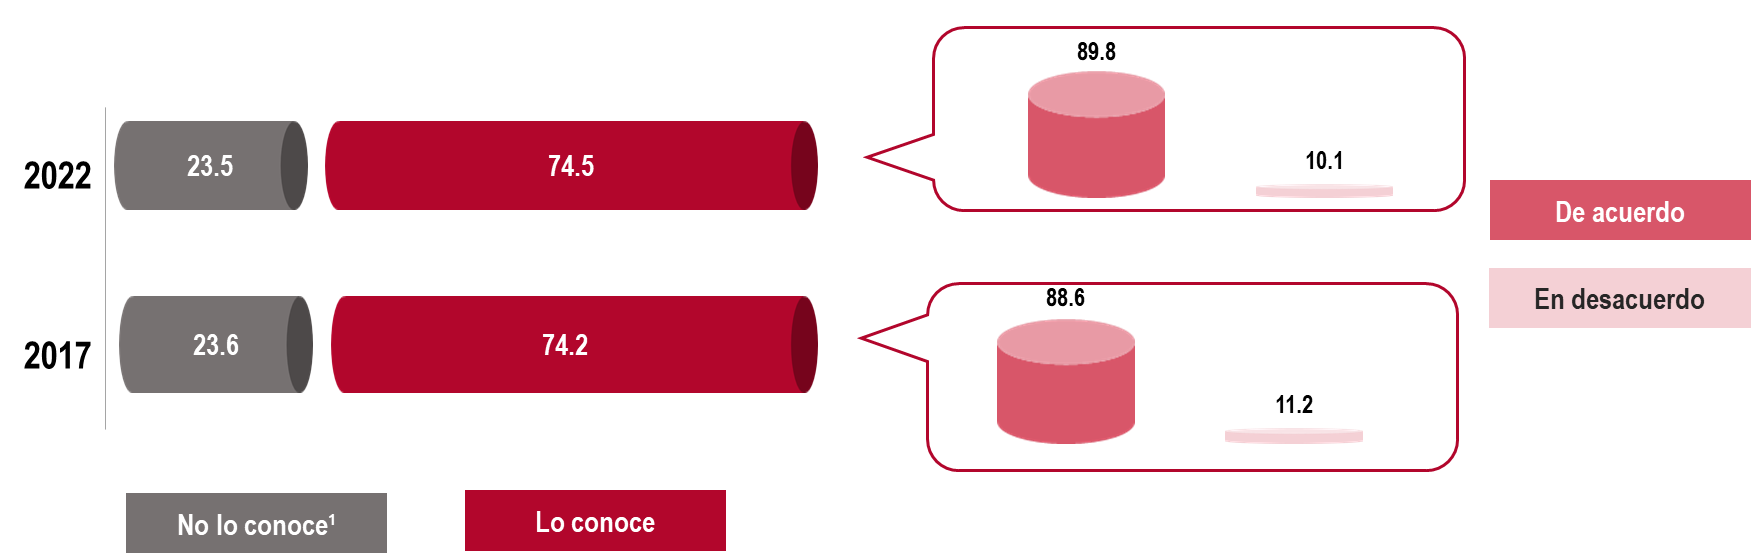 89.8
10.1
2022
23.5
74.5
De acuerdo
En desacuerdo
88.6
11.2
2017
23.6
74.2
No lo conoce¹
Lo conoce